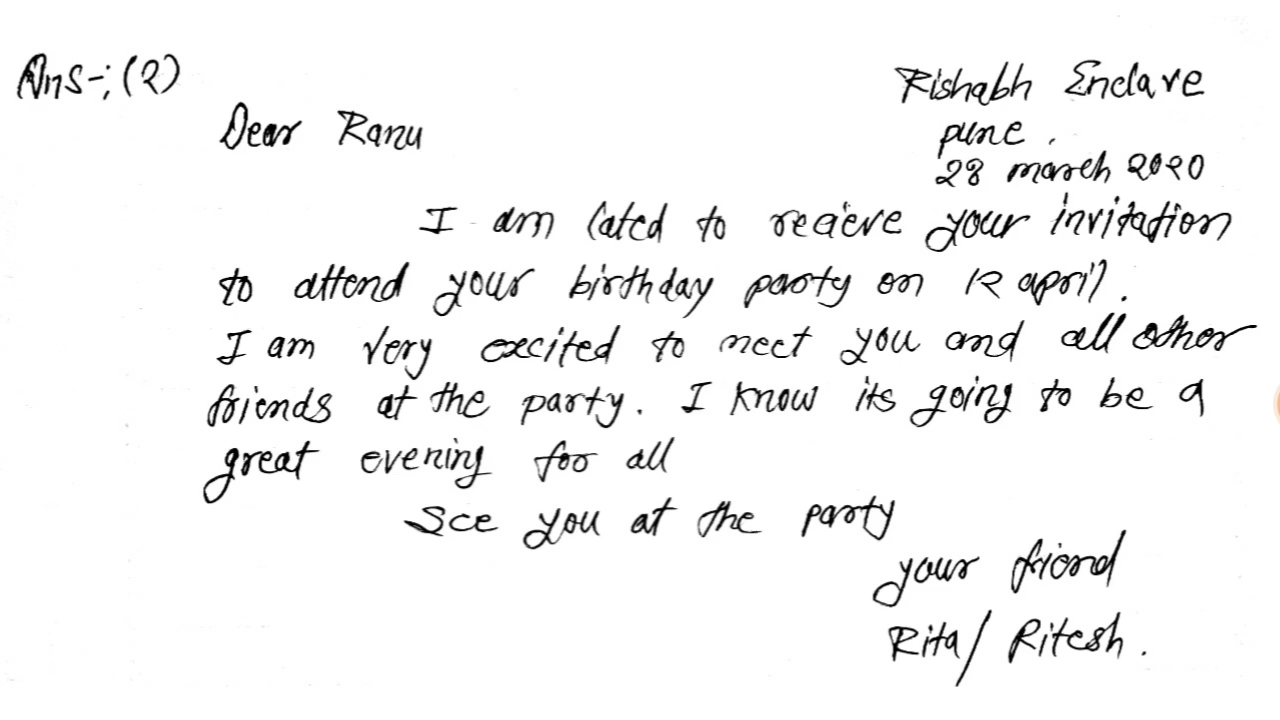 Ans-; (2)
Rishabh Enclave
Dear Ranu
pune.
28 march 2020
I am lated to recieve your invitation
to attend your birthday party on 12 april.
I am very excited to meet you and all other
friends at the party. I know its going to be a
great evening for all
See you at the party
your friend
Rita/ Ritesh.